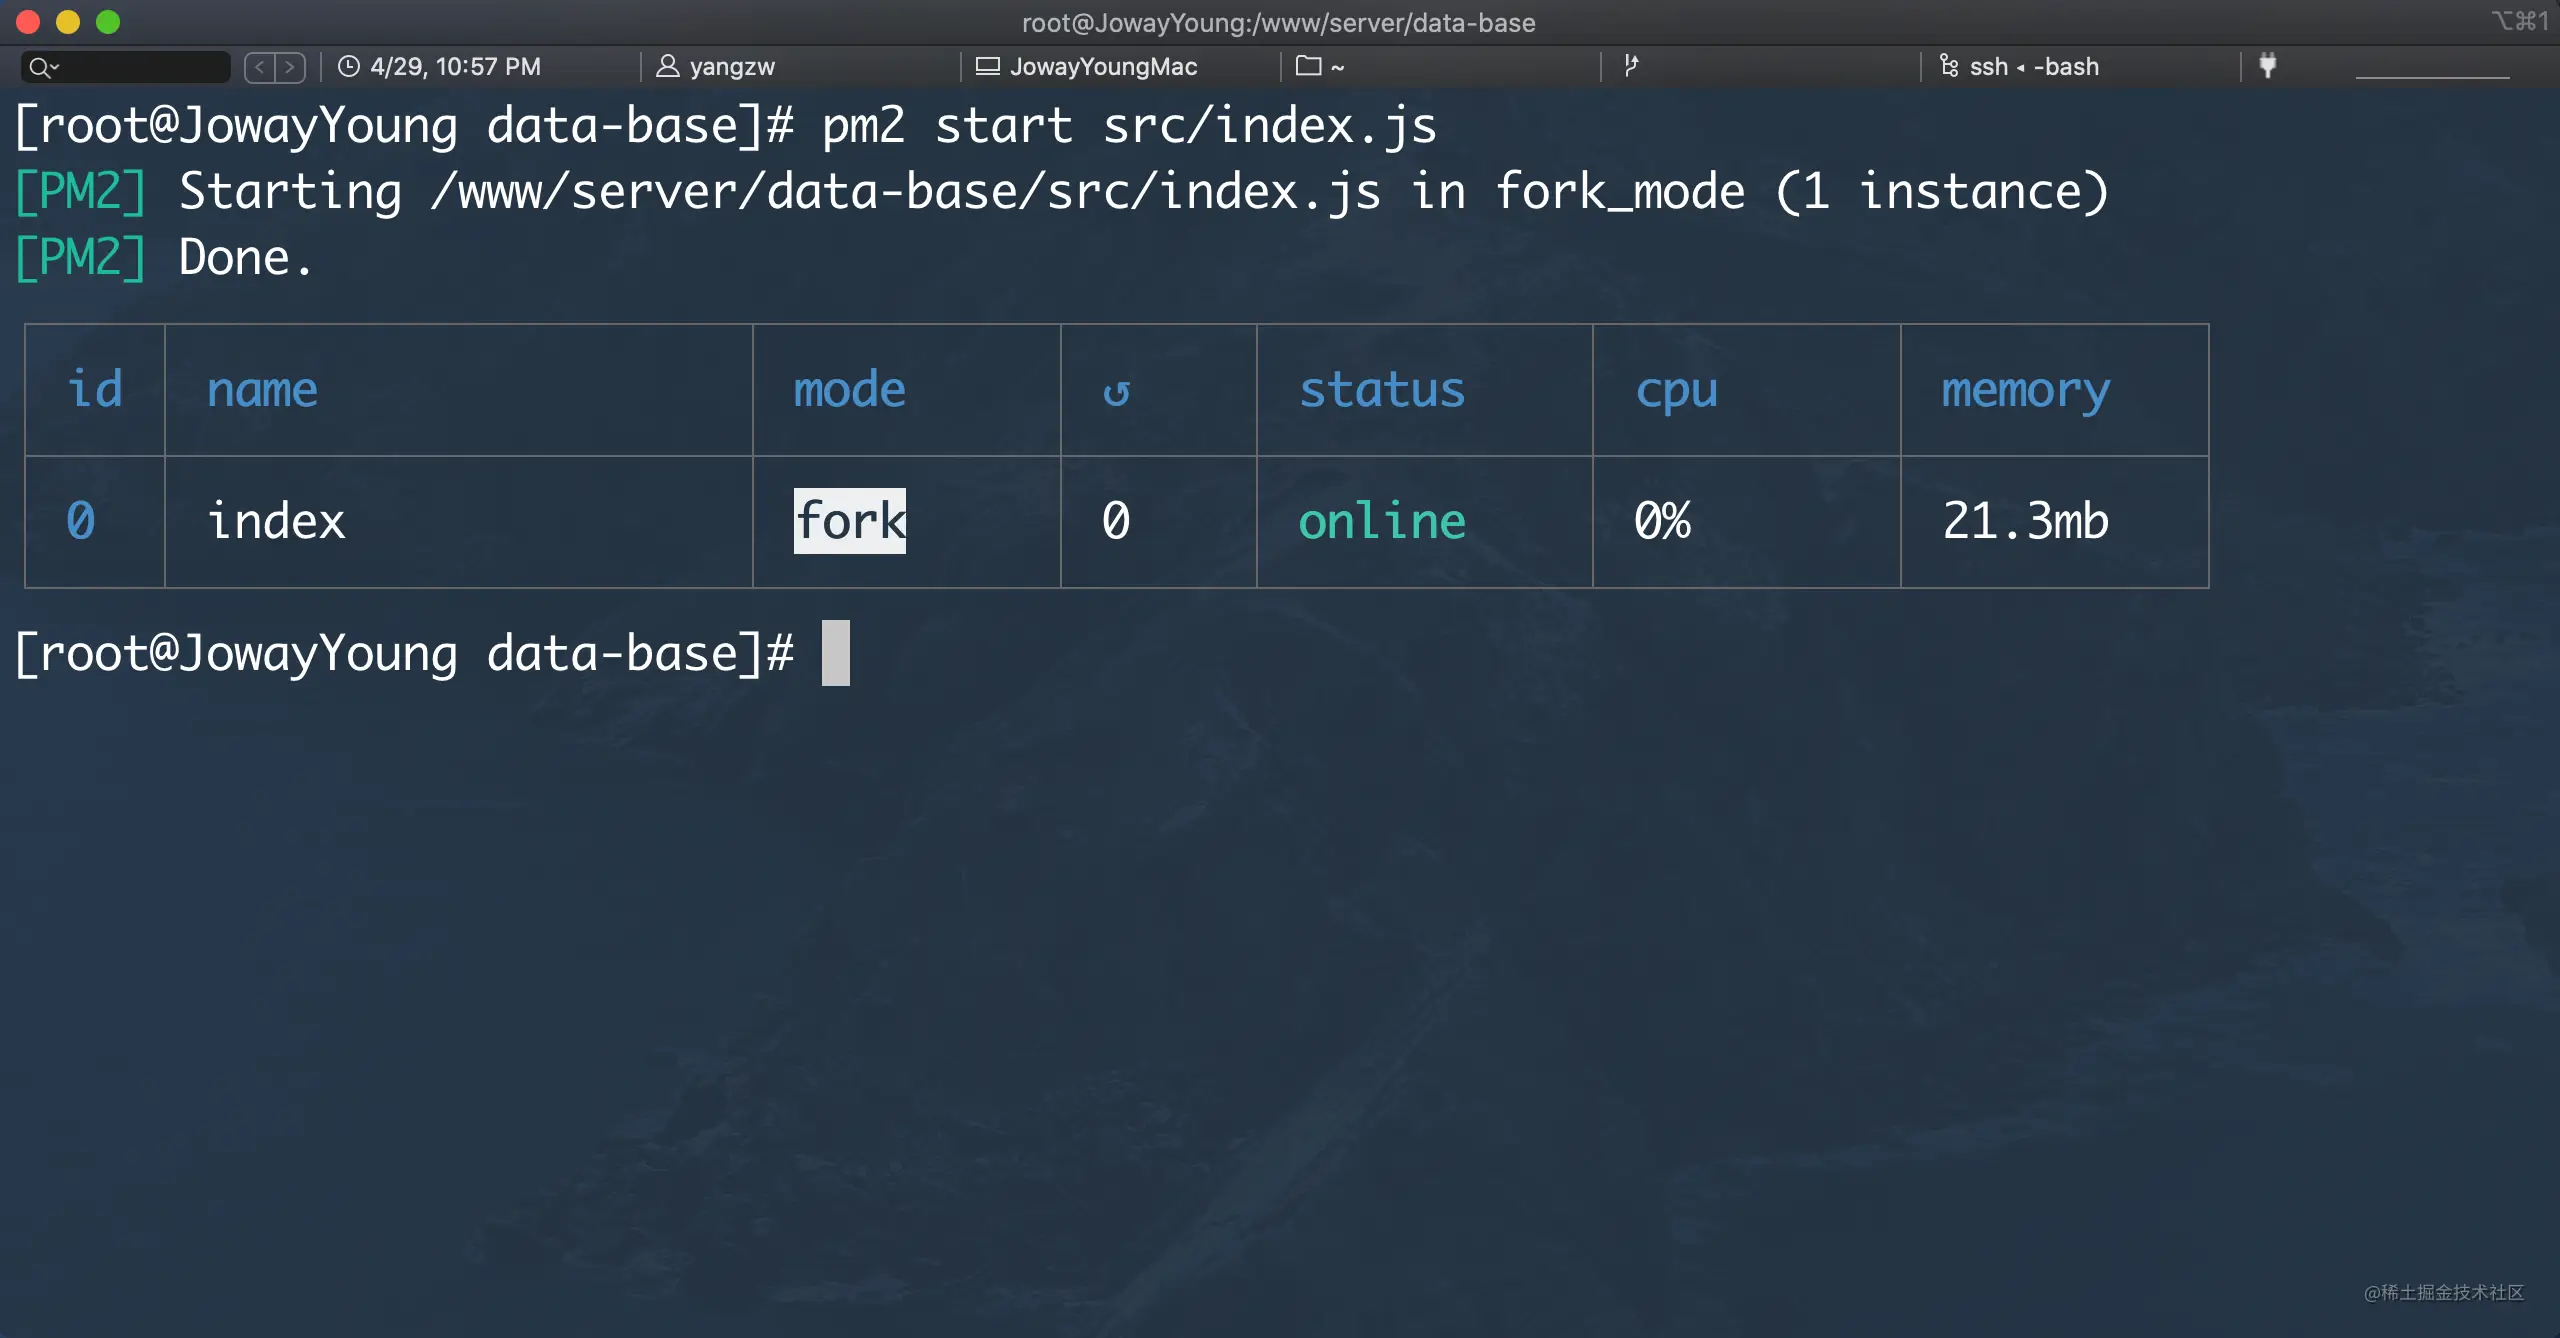 root@JowayYoung:/www/server/data-base
⌥⌘1
4/29, 10:57 PM yangzw JowayYoungMac ~ ssh ◂ -bash
[root@JowayYoung data-base]# pm2 start src/index.js
[PM2] Starting /www/server/data-base/src/index.js in fork_mode (1 instance)
[PM2] Done.
id name mode ↺ status cpu memory
0 index fork 0 online 0% 21.3mb
[root@JowayYoung data-base]#
@稀土掘金技术社区